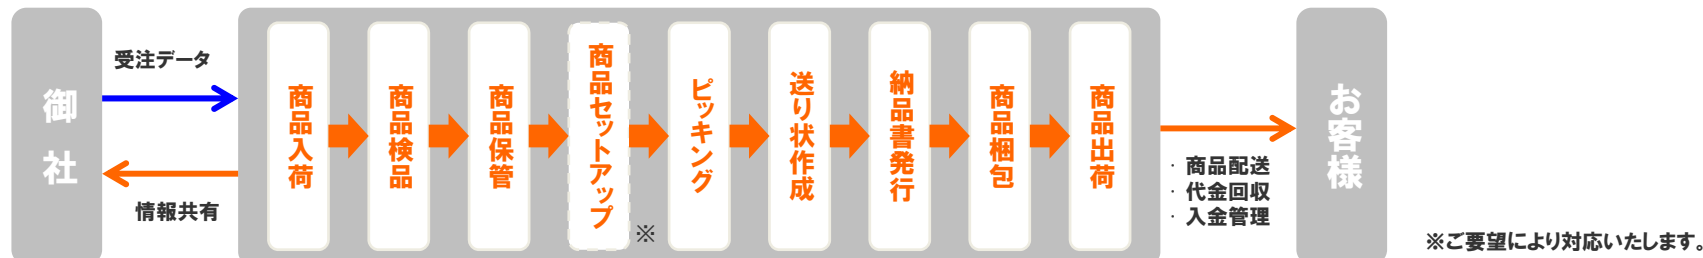 御社
受注データ
情報共有
商品入荷
商品検品
商品保管
商品セットアップ
※
ピッキング
送り状作成
納品書発行
商品梱包
商品出荷
· 商品配送
· 代金回収
· 入金管理
お客様
※ご要望により対応いたします。